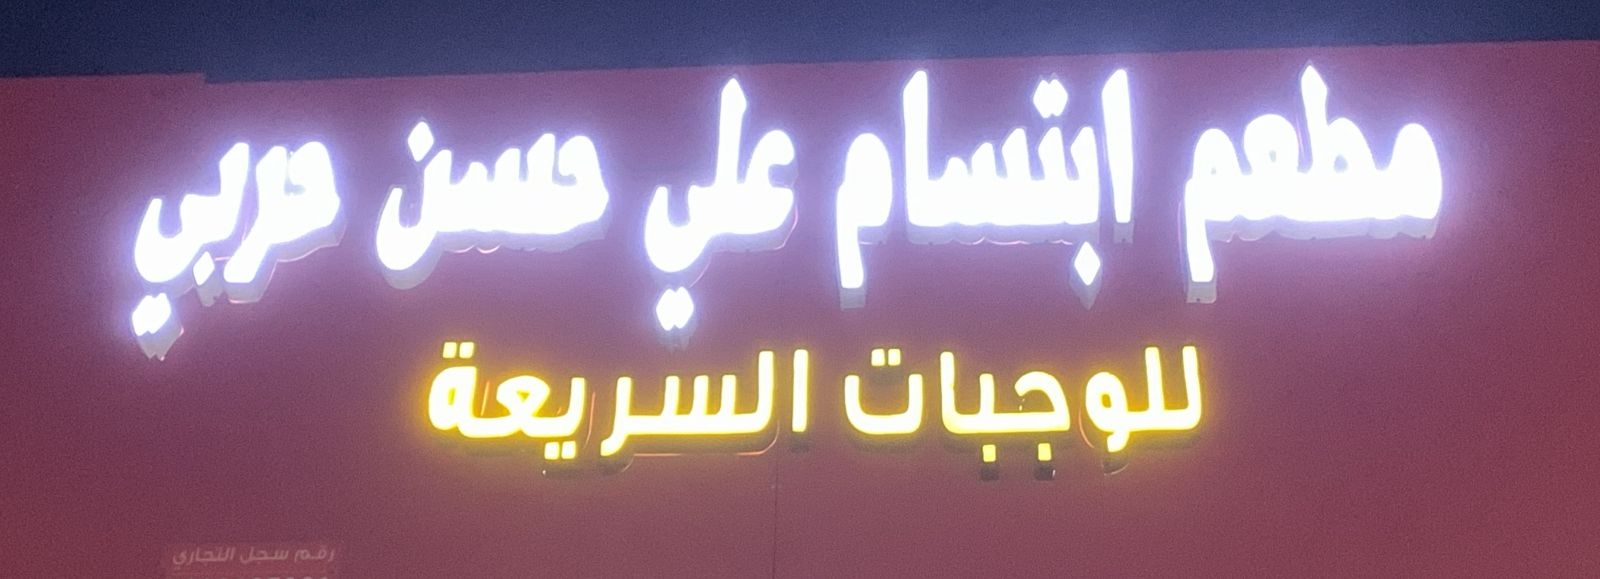 مطعم ابتسام علي حسن حربي
للوجبات السريعة
رقم سجل التجاري